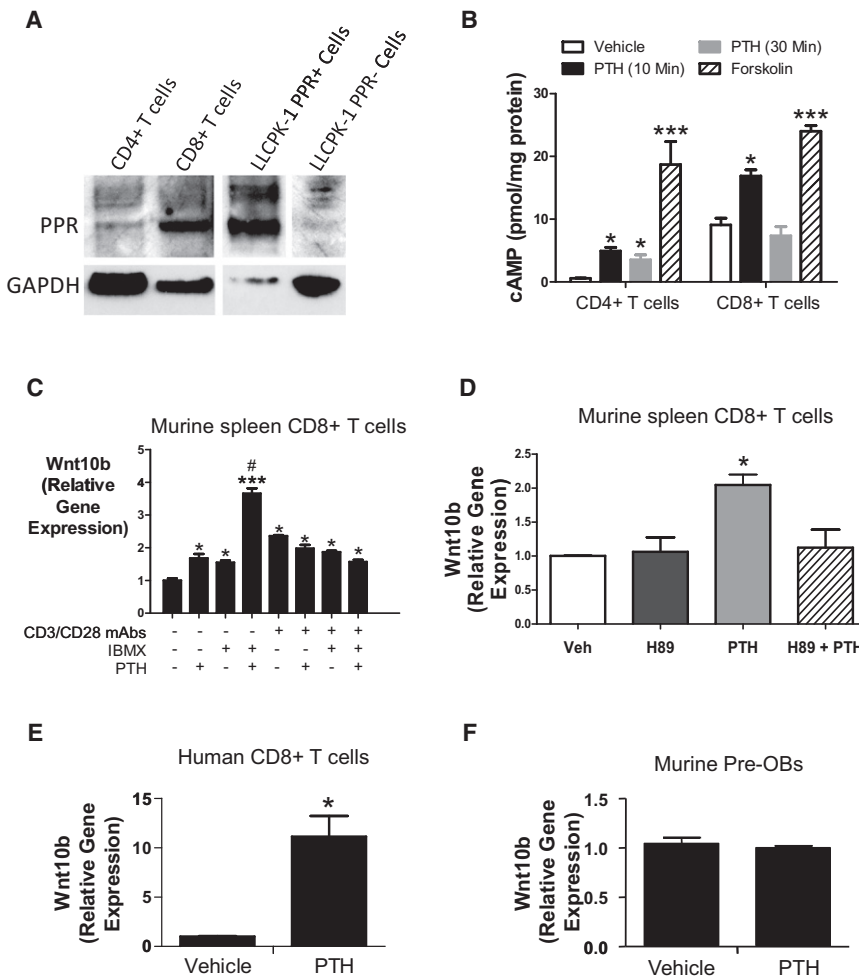 A
CD4+ T cells
CD8+ T cells
LLCPK-1 PPR+ Cells
LLCPK-1 PPR- Cells
PPR
GAPDH
B
Vehicle
PTH (10 Min)
PTH (30 Min)
Forskolin
cAMP (pmol/mg protein)
30
20
10
0
* * *** * ***
CD4+ T cells CD8+ T cells
C
Murine spleen CD8+ T cells
Wnt10b
(Relative
Gene
Expression)
5
4
3
2
1
0
#
* * *** * * * *
CD3/CD28 mAbs - - - - + + + +
IBMX - - + + - - + +
PTH - + - + - + - +
D
Murine spleen CD8+ T cells
Wnt10b
(Relative Gene
Expression)
2.5
2.0
1.5
1.0
0.5
0.0
*
Veh H89 PTH H89 + PTH
E
Human CD8+ T cells
Wnt10b
(Relative Gene
Expression)
15
10
5
0
*
Vehicle PTH
F
Murine Pre-OBs
Wnt10b
(Relative Gene
Expression)
1.5
1.0
0.5
0.0
Vehicle PTH